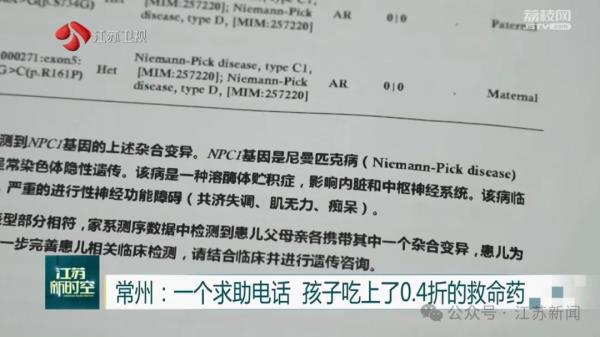 江苏卫视
荔枝网
JSTV.COM
G(p.S734G)
[MIM:257220]; Niemann-Pick
disease, type D, [MIM:257220]
AR
0|0
Paternal
000271:exon5:
G>C(p.R161P)
Het
Niemann-Pick disease, type C1,
[MIM:257220]; Niemann-Pick
disease, type D, [MIM:257220]
AR
0|0
Maternal
测到NPC1基因的上述杂合变异。NPC1基因是尼曼匹克病（Niemann-Pick disease）
是常染色体隐性遗传。该病是一种溶酶体贮积症，影响内脏和中枢神经系统。该病临
严重的进行性神经功能障碍（共济失调、肌无力、痴呆）。
型部分相符，家系测序数据中检测到患儿父母亲各携带其中一个杂合变异，患儿为
一步完善患儿相关临床检测，请结合临床并进行遗传咨询。
江苏
新时空
常州：一个求助电话 孩子吃上了0.4折的救命药
公众号·江苏新闻